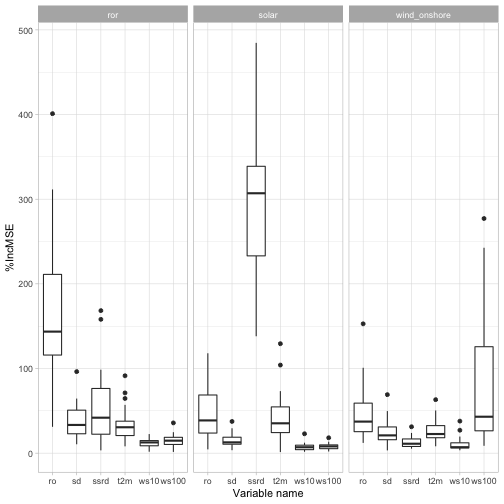 ror solar wind_onshore
500
400
300
200
100
0
%IncMSE
ro sd ssrd t2m ws10 ws100 ro sd ssrd t2m ws10 ws100 ro sd ssrd t2m ws10 ws100
Variable name